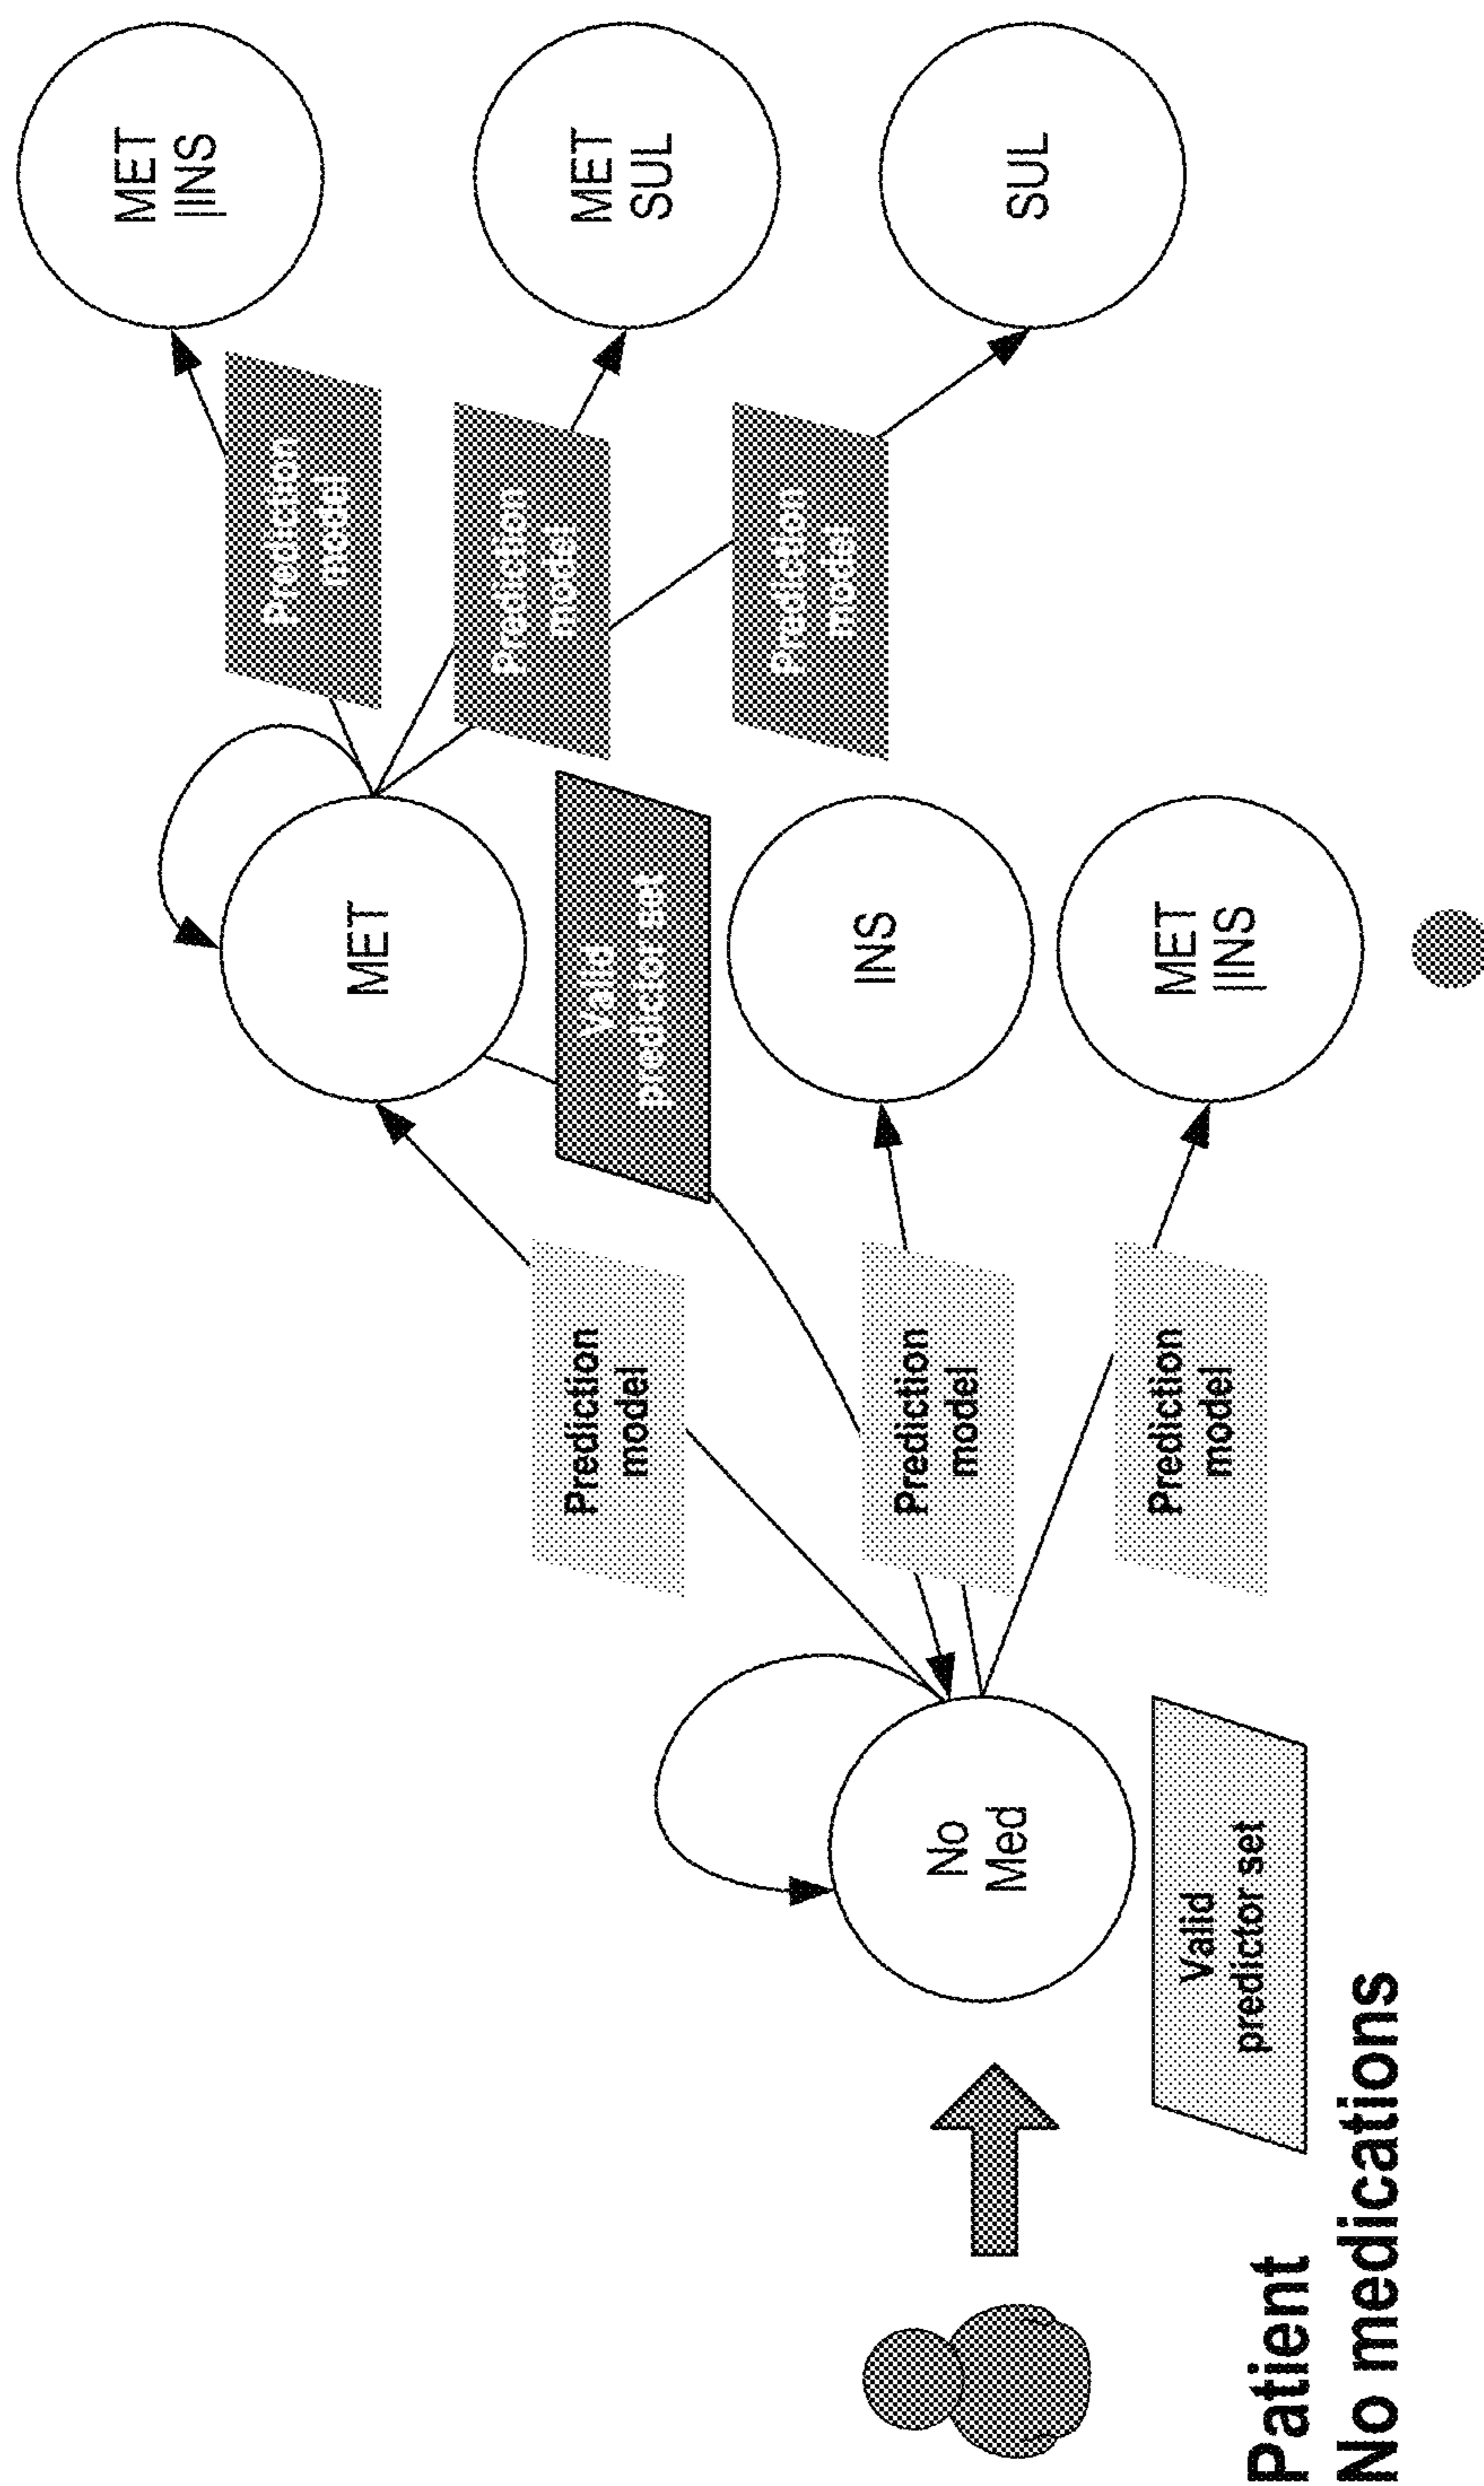 Patient
No medications
No
Med
Valid
predictor set
Prediction
model
Prediction
model
Prediction
model
MET
Valid
predictor set
INS
MET
|INS
Prediction
model
Prediction
model
Prediction
model
MET
|INS
MET
SUL
SUL